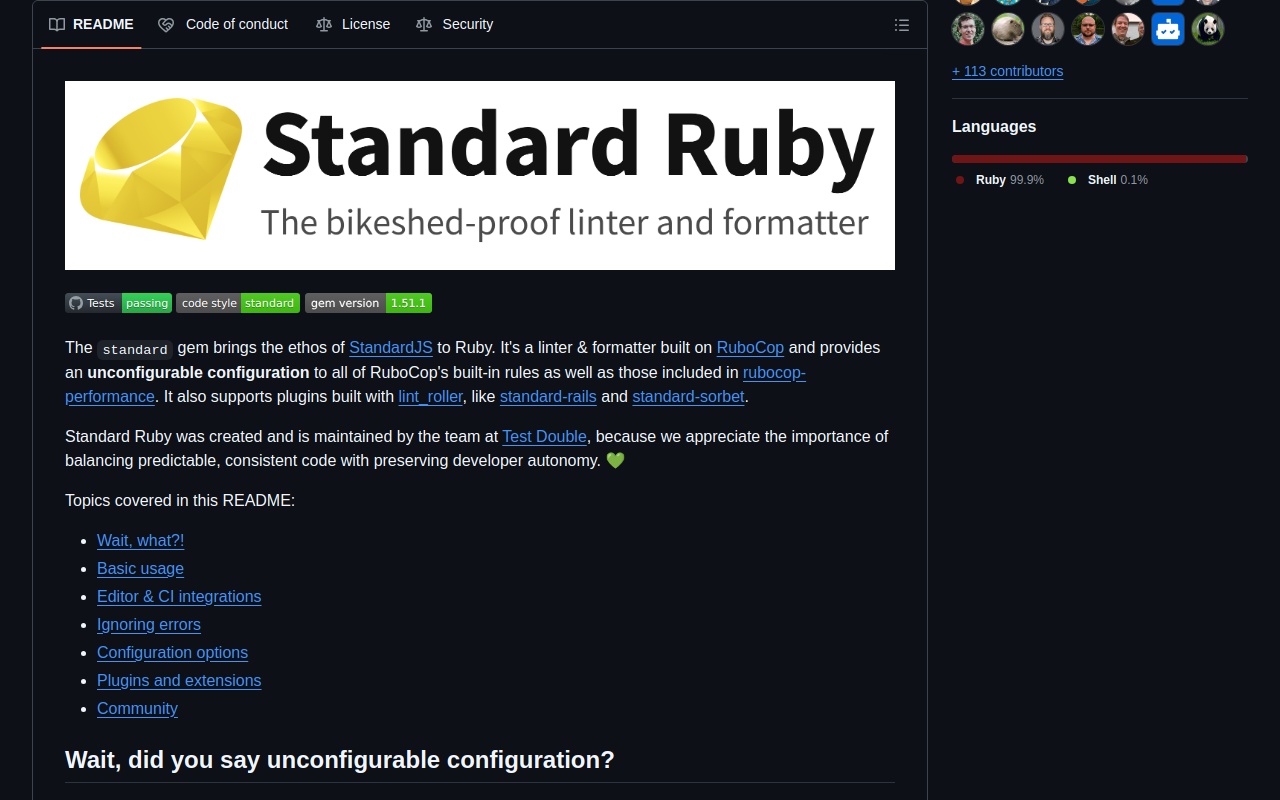 README
Code of conduct
License
Security
Standard Ruby
The bikeshed-proof linter and formatter
Tests passing
code style standard
gem version 1.51.1
The standard gem brings the ethos of StandardJS to Ruby. It's a linter & formatter built on RuboCop and provides
an unconfigurable configuration to all of RuboCop's built-in rules as well as those included in rubocop-
performance. It also supports plugins built with lint_roller, like standard-rails and standard-sorbet.
Standard Ruby was created and is maintained by the team at Test Double, because we appreciate the importance of
balancing predictable, consistent code with preserving developer autonomy. 💚
Topics covered in this README:
Wait, what?!
Basic usage
Editor & CI integrations
Ignoring errors
Configuration options
Plugins and extensions
Community
Wait, did you say unconfigurable configuration?
+ 113 contributors
Languages
Ruby 99.9%
Shell 0.1%